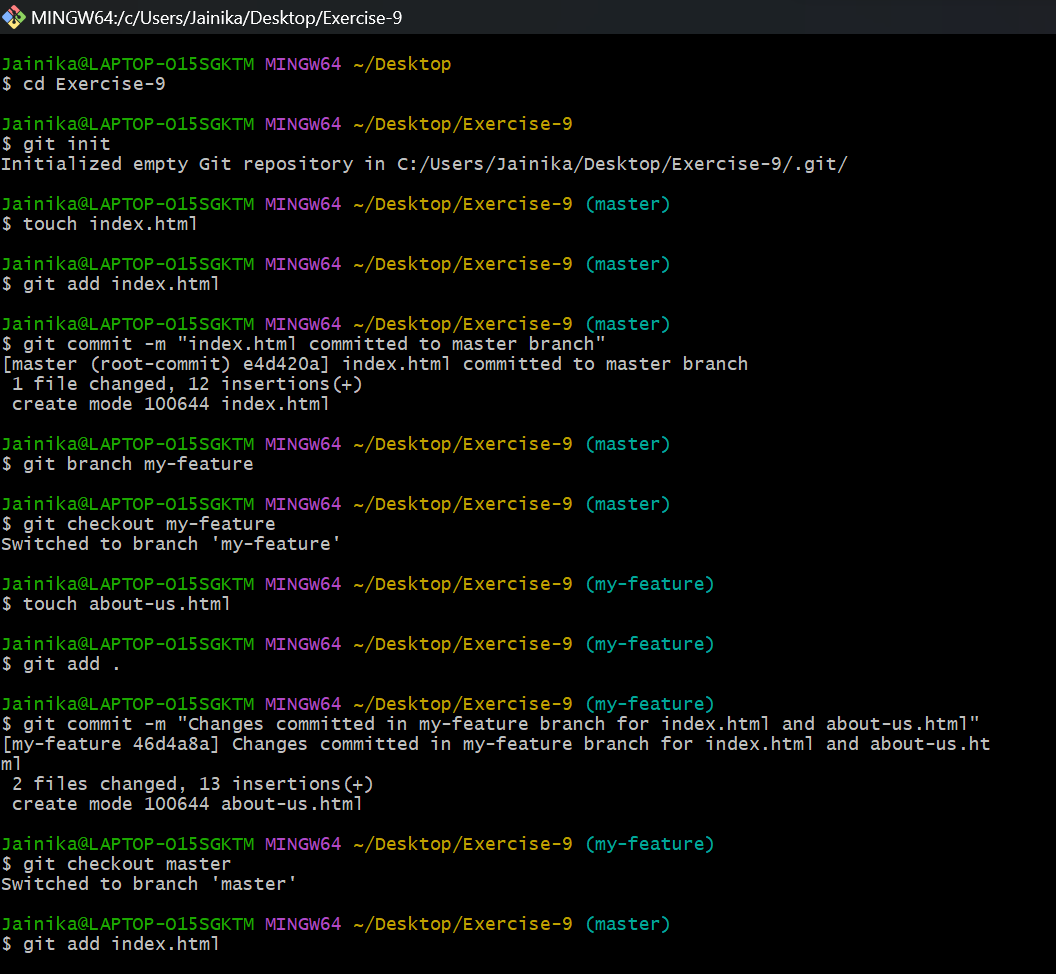 MINGW64:/c/Users/Jainika/Desktop/Exercise-9
Jainika@LAPTOP-O15SGKTM MINGW64 ~/Desktop
$ cd Exercise-9
Jainika@LAPTOP-O15SGKTM MINGW64 ~/Desktop/Exercise-9
$ git init
Initialized empty Git repository in C:/Users/Jainika/Desktop/Exercise-9/.git/
Jainika@LAPTOP-O15SGKTM MINGW64 ~/Desktop/Exercise-9 (master)
$ touch index.html
Jainika@LAPTOP-O15SGKTM MINGW64 ~/Desktop/Exercise-9 (master)
$ git add index.html
Jainika@LAPTOP-O15SGKTM MINGW64 ~/Desktop/Exercise-9 (master)
$ git commit -m "index.html committed to master branch"
[master (root-commit) e4d420a] index.html committed to master branch
 1 file changed, 12 insertions(+)
 create mode 100644 index.html
Jainika@LAPTOP-O15SGKTM MINGW64 ~/Desktop/Exercise-9 (master)
$ git branch my-feature
Jainika@LAPTOP-O15SGKTM MINGW64 ~/Desktop/Exercise-9 (master)
$ git checkout my-feature
Switched to branch 'my-feature'
Jainika@LAPTOP-O15SGKTM MINGW64 ~/Desktop/Exercise-9 (my-feature)
$ touch about-us.html
Jainika@LAPTOP-O15SGKTM MINGW64 ~/Desktop/Exercise-9 (my-feature)
$ git add .
Jainika@LAPTOP-O15SGKTM MINGW64 ~/Desktop/Exercise-9 (my-feature)
$ git commit -m "Changes committed in my-feature branch for index.html and about-us.html"
[my-feature 46d4a8a] Changes committed in my-feature branch for index.html and about-us.ht
ml
 2 files changed, 13 insertions(+)
 create mode 100644 about-us.html
Jainika@LAPTOP-O15SGKTM MINGW64 ~/Desktop/Exercise-9 (my-feature)
$ git checkout master
Switched to branch 'master'
Jainika@LAPTOP-O15SGKTM MINGW64 ~/Desktop/Exercise-9 (master)
$ git add index.html